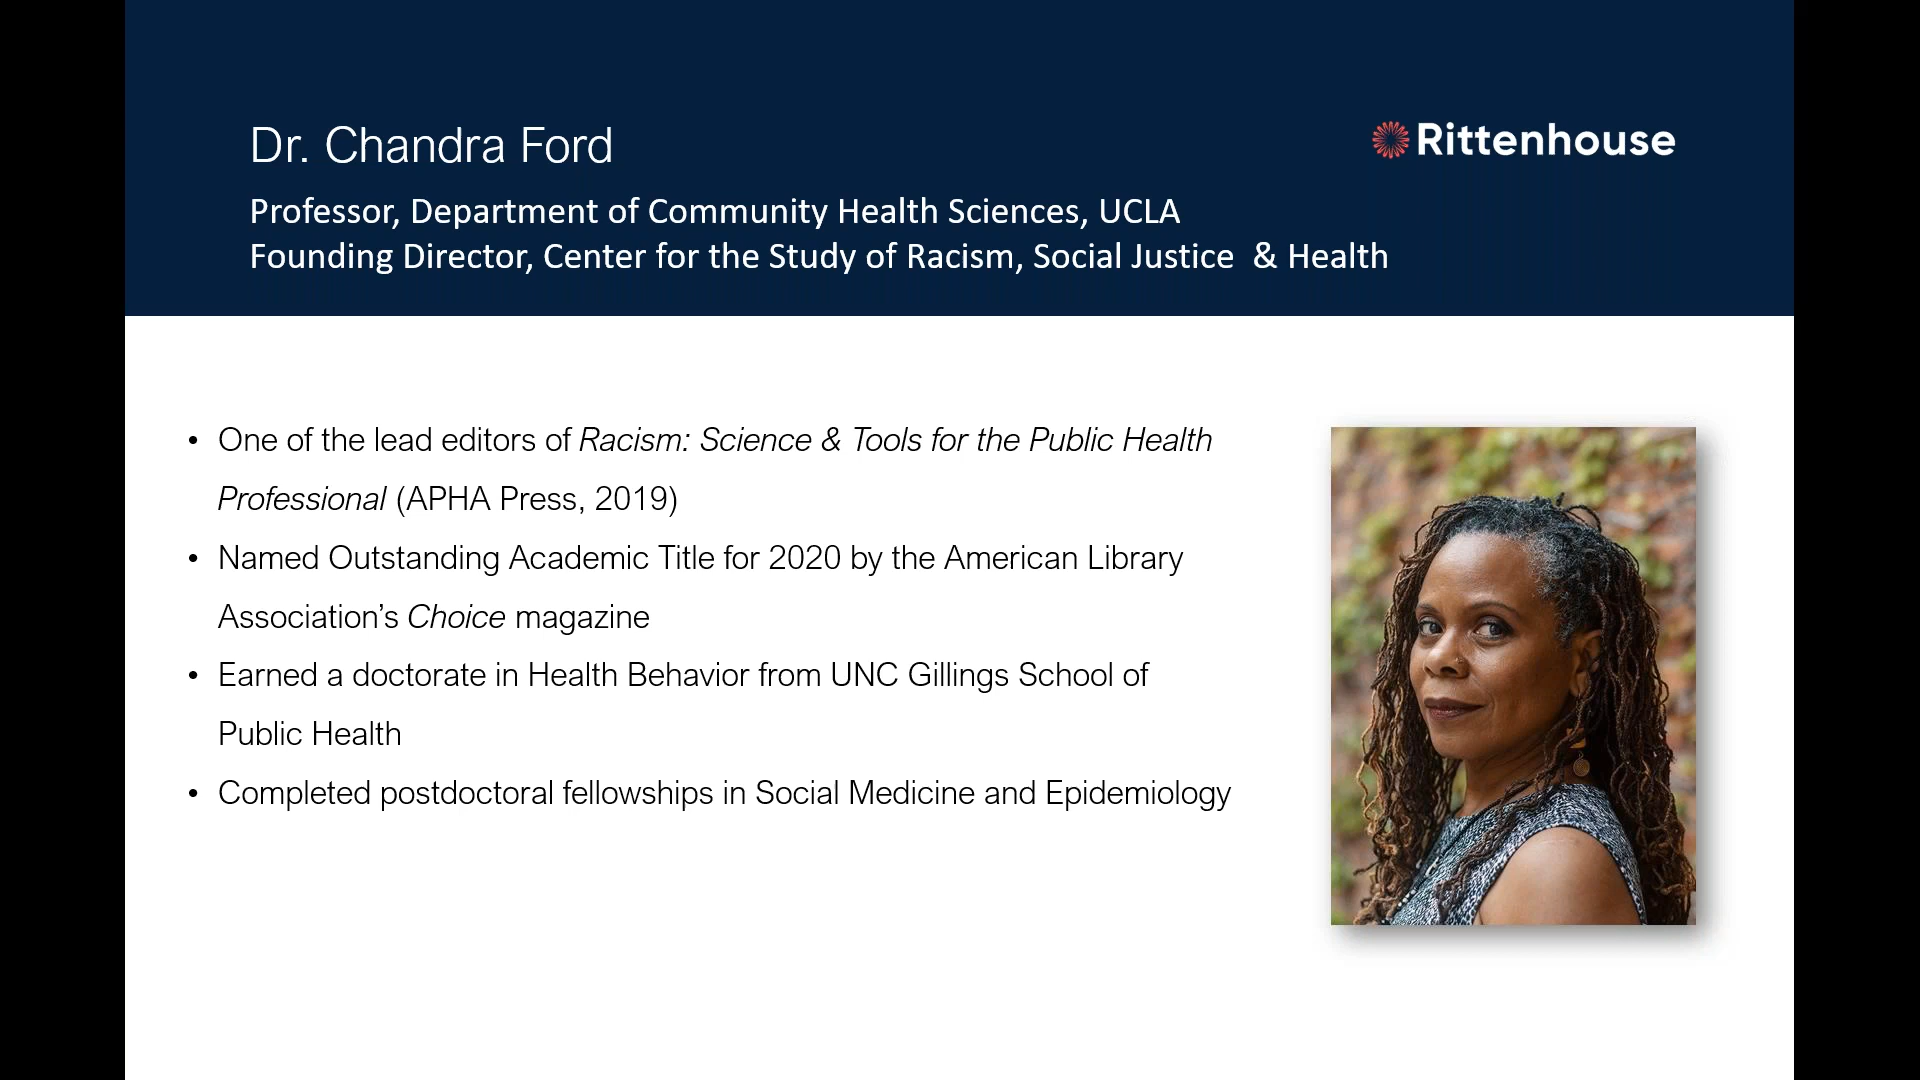 Dr. Chandra Ford
Rittenhouse
Professor, Department of Community Health Sciences, UCLA
Founding Director, Center for the Study of Racism, Social Justice & Health
• One of the lead editors of Racism: Science & Tools for the Public Health
Professional (APHA Press, 2019)
• Named Outstanding Academic Title for 2020 by the American Library
Association’s Choice magazine
• Earned a doctorate in Health Behavior from UNC Gillings School of
Public Health
• Completed postdoctoral fellowships in Social Medicine and Epidemiology